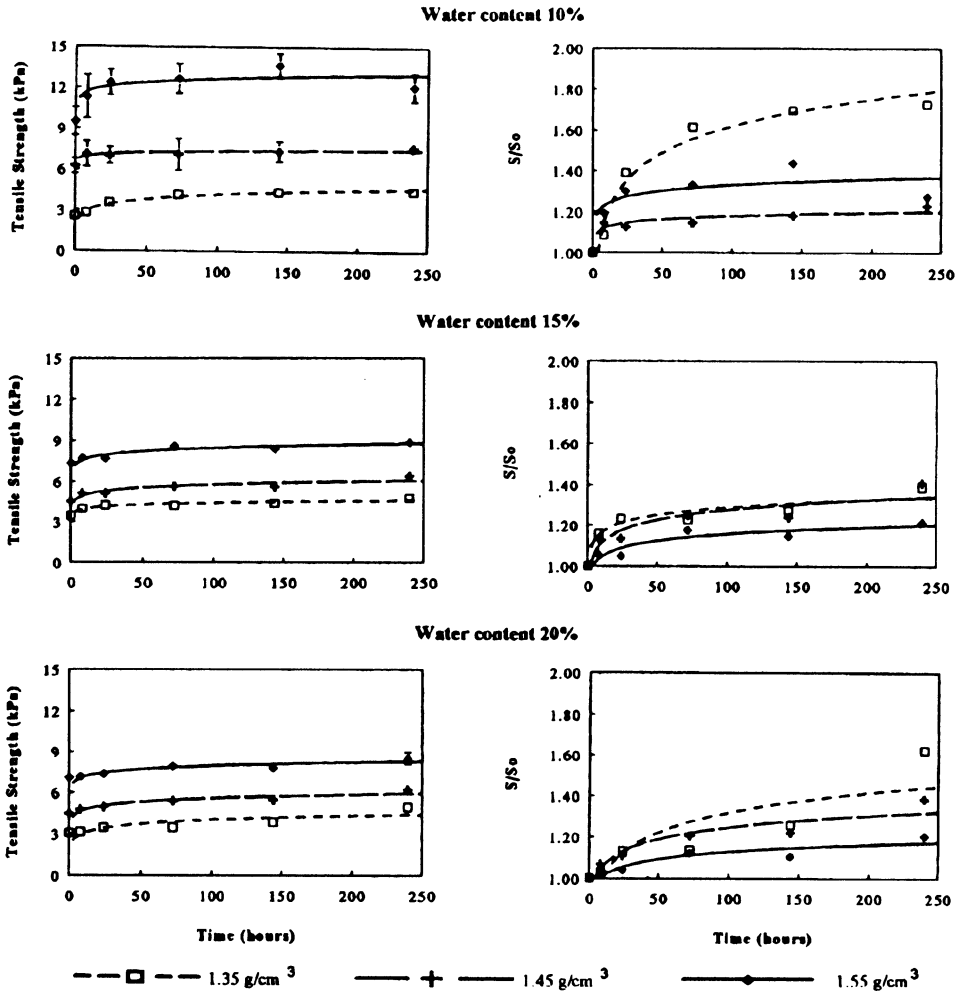 Water content 10%
Tensile Strength (kPa)
15
12
9
6
3
0
0 50 100 150 200 250
S/So
2.00
1.80
1.60
1.40
1.20
1.00
0 50 100 150 200 250
Water content 15%
Tensile Strength (kPa)
15
12
9
6
3
0
0 50 100 150 200 250
S/So
2.00
1.80
1.60
1.40
1.20
1.00
0 50 100 150 200 250
Water content 20%
Tensile Strength (kPa)
15
12
9
6
3
0
0 50 100 150 200 250
Time (hours)
S/So
2.00
1.80
1.60
1.40
1.20
1.00
0 50 100 150 200 250
Time (hours)
1.35 g/cm³ 1.45 g/cm³ 1.55 g/cm³